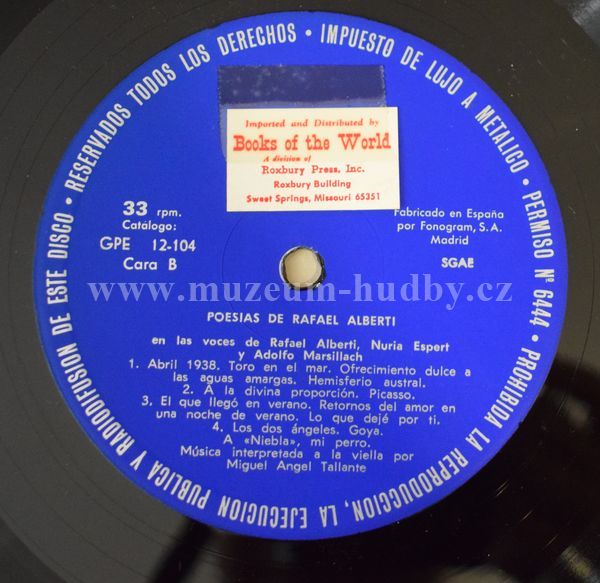 RESERVADOS TODOS LOS DERECHOS · IMPUESTO DE LUJO A METALICO · PERMISO Nº 6444 · PROHIBIDA LA REPRODUCCION, LA EJECUCION PUBLICA Y RADIODIFUSION DE ESTE DISCO ·
Imported and Distributed by
Books of the World
A division of
Roxbury Press, Inc.
Roxbury Building
Sweet Springs, Missouri 65351
33 rpm.
Catálogo:
GPE 12-104
Cara B
Fabricado en España
por Fonogram, S. A.
Madrid
SGAE
www.muzeum-hudby.cz
POESIAS DE RAFAEL ALBERTI
en las voces de Rafael Alberti, Nuria Espert
y Adolfo Marsillach
1. Abril 1938. Toro en el mar. Ofrecimiento dulce a
las aguas amargas. Hemisferio austral.
2. A la divina proporción. Picasso.
3. El que llegó en verano. Retornos del amor en
una noche de verano. Lo que dejé por ti.
4. Los dos ángeles. Goya.
A «Niebla», mi perro.
Música interpretada a la viella por
Miguel Angel Tallante